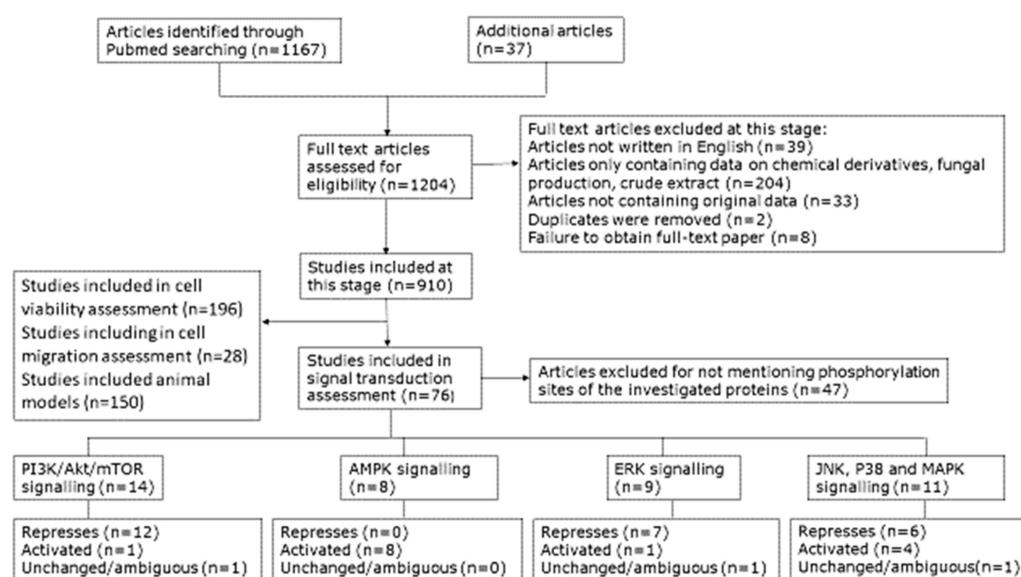 Articles identified through
Pubmed searching (n=1167)
Additional articles
(n=37)
Full text articles
assessed for
eligibility (n=1204)
Full text articles excluded at this stage:
Articles not written in English (n=39)
Articles only containing data on chemical derivatives, fungal
production, crude extract (n=204)
Articles not containing original data (n=33)
Duplicates were removed (n=2)
Failure to obtain full-text paper (n=8)
Studies included at
this stage (n=910)
Studies included in cell
viability assessment (n=196)
Studies including in cell
migration assessment (n=28)
Studies included animal
models (n=150)
Studies included in
signal transduction
assessment (n=76)
Articles excluded for not mentioning phosphorylation
sites of the investigated proteins (n=47)
PI3K/Akt/mTOR
signalling (n=14)
AMPK signalling
(n=8)
ERK signalling
(n=9)
JNK, P38 and MAPK
signalling (n=11)
Represses (n=12)
Activated (n=1)
Unchanged/ambiguous (n=1)
Represses (n=0)
Activated (n=8)
Unchanged/ambiguous (n=0)
Represses (n=7)
Activated (n=1)
Unchanged/ambiguous (n=1)
Represses (n=6)
Activated (n=4)
Unchanged/ambiguous(n=1)